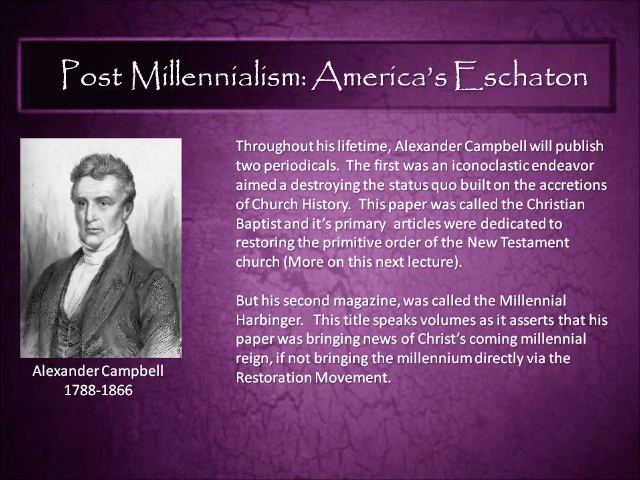 Post Millennialism: America's Eschaton
Throughout his lifetime, Alexander Campbell will publish
two periodicals. The first was an iconoclastic endeavor
aimed a destroying the status quo built on the accretions
of Church History. This paper was called the Christian
Baptist and it's primary articles were dedicated to
restoring the primitive order of the New Testament
church (More on this next lecture).
But his second magazine, was called the Millennial
Harbinger. This title speaks volumes as it asserts that his
paper was bringing news of Christ's coming millennial
reign, if not bringing the millennium directly via the
Restoration Movement.
Alexander Campbell
1788-1866